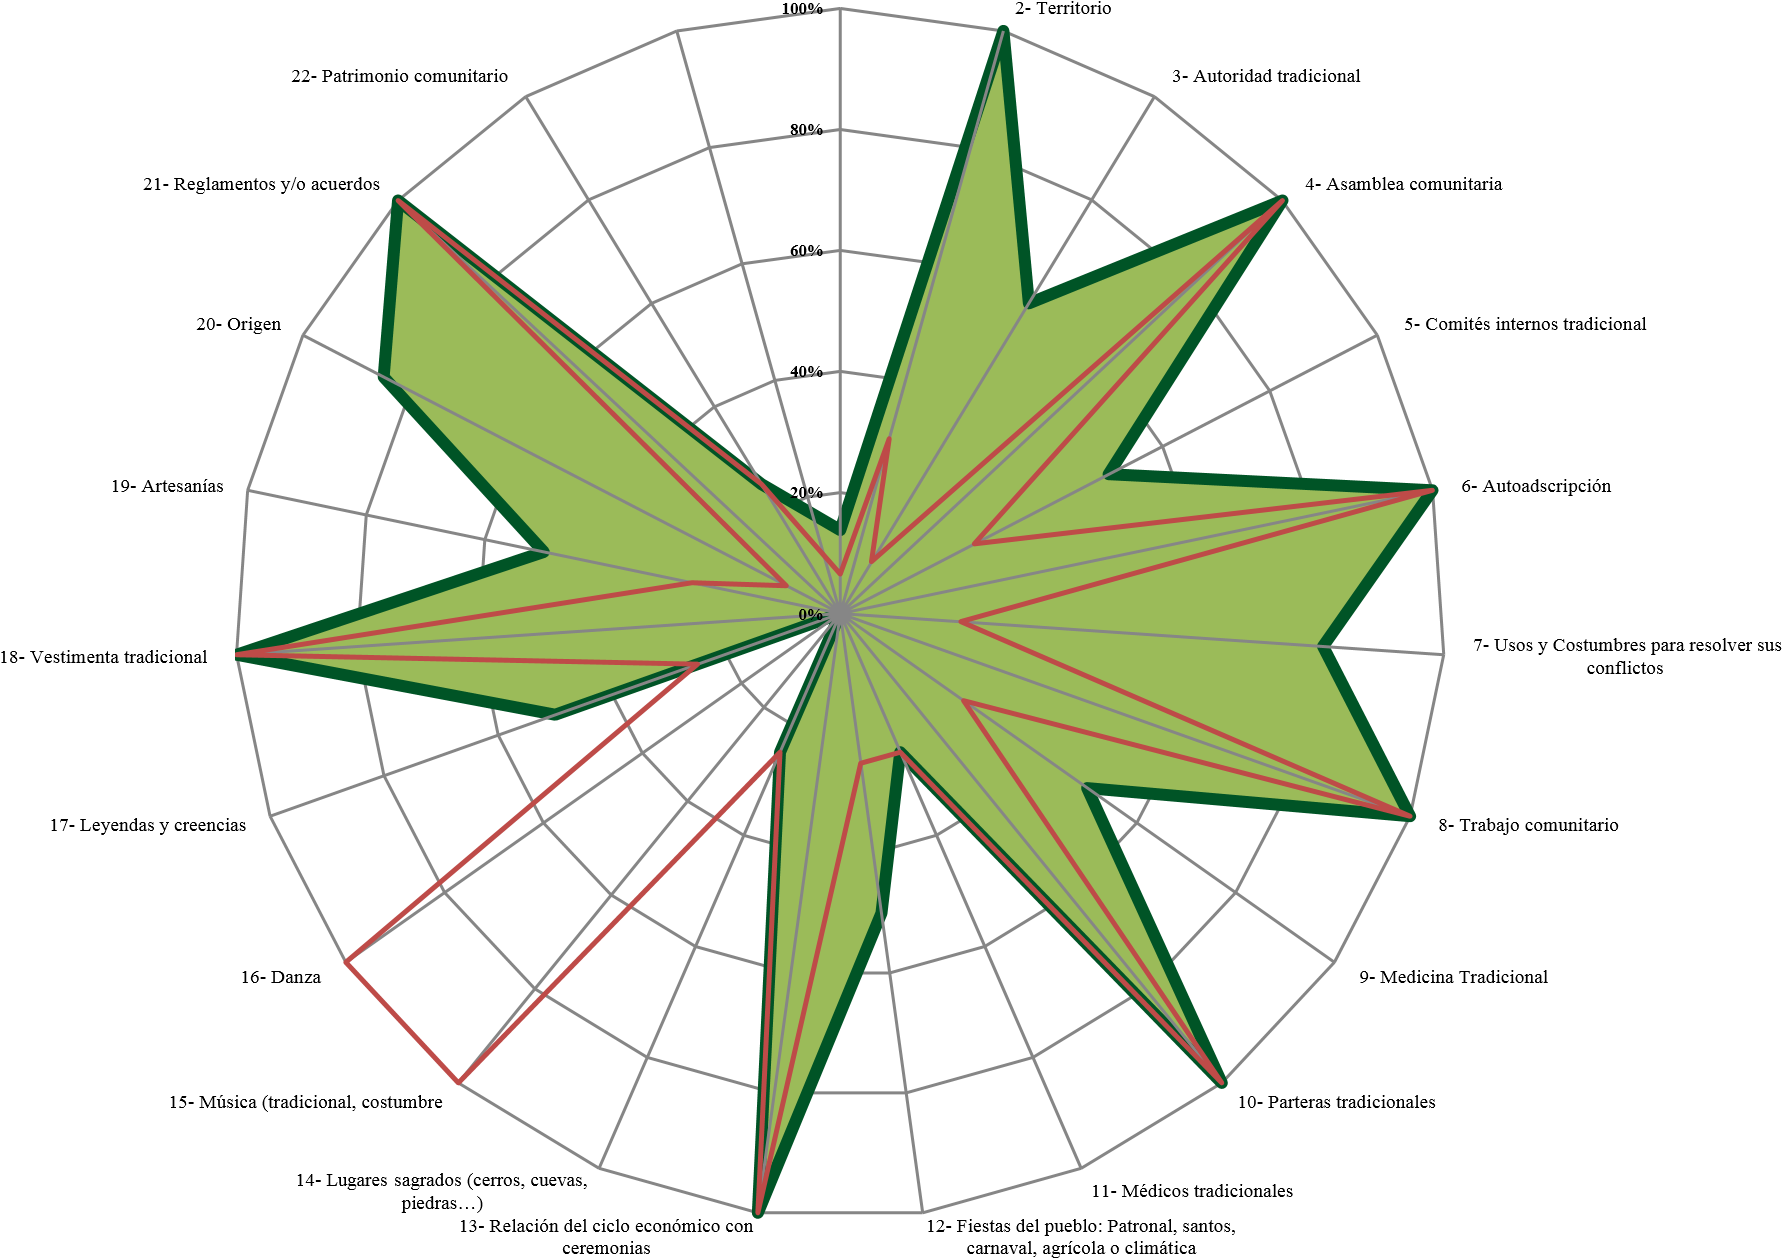 100%
80%
60%
40%
20%
0%
2- Territorio
3- Autoridad tradicional
4- Asamblea comunitaria
5- Comités internos tradicional
6- Autoadscripción
7- Usos y Costumbres para resolver sus
conflictos
8- Trabajo comunitario
9- Medicina Tradicional
10- Parteras tradicionales
11- Médicos tradicionales
12- Fiestas del pueblo: Patronal, santos,
carnaval, agrícola o climática
13- Relación del ciclo económico con
ceremonias
14- Lugares sagrados (cerros, cuevas,
piedras…)
15- Música (tradicional, costumbre
16- Danza
17- Leyendas y creencias
18- Vestimenta tradicional
19- Artesanías
20- Origen
21- Reglamentos y/o acuerdos
22- Patrimonio comunitario